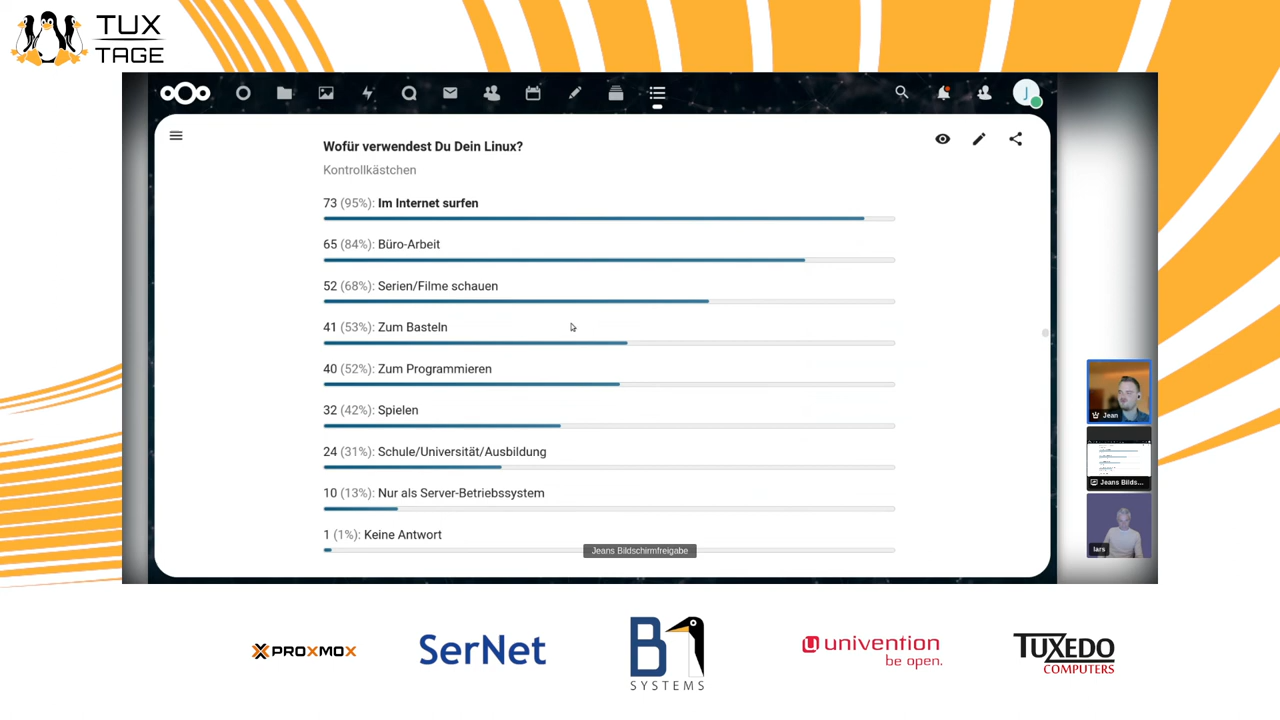 TUX
TAGE
J
Wofür verwendest Du Dein Linux?
Kontrollkästchen
73 (95%): Im Internet surfen
65 (84%): Büro-Arbeit
52 (68%): Serien/Filme schauen
41 (53%): Zum Basteln
40 (52%): Zum Programmieren
32 (42%): Spielen
24 (31%): Schule/Universität/Ausbildung
10 (13%): Nur als Server-Betriebssystem
1 (1%): Keine Antwort
Jeans Bildschirmfreigabe
Jean
Jeans Bilds...
lars
PROXMOX
SerNet
B1
SYSTEMS
univention
be open.
TUXEDO
COMPUTERS